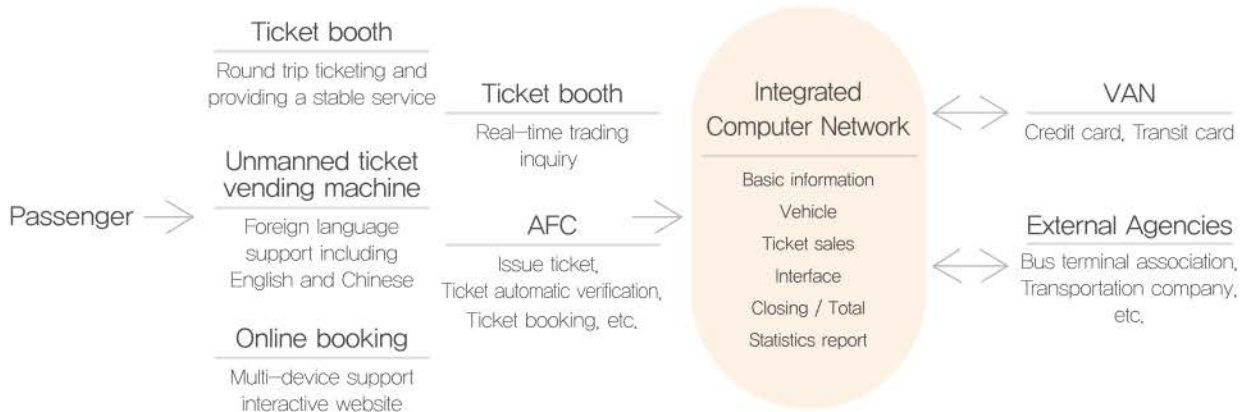 Passenger
Ticket booth
Round trip ticketing and
providing a stable service
Unmanned ticket
vending machine
Foreign language
support including
English and Chinese
Online booking
Multi-device support
interactive website
Ticket booth
Real-time trading
inquiry
AFC
Issue ticket,
Ticket automatic verification,
Ticket booking, etc.
Integrated
Computer Network
Basic information
Vehicle
Ticket sales
Interface
Closing / Total
Statistics report
VAN
Credit card, Transit card
External Agencies
Bus terminal association,
Transportation company,
etc.